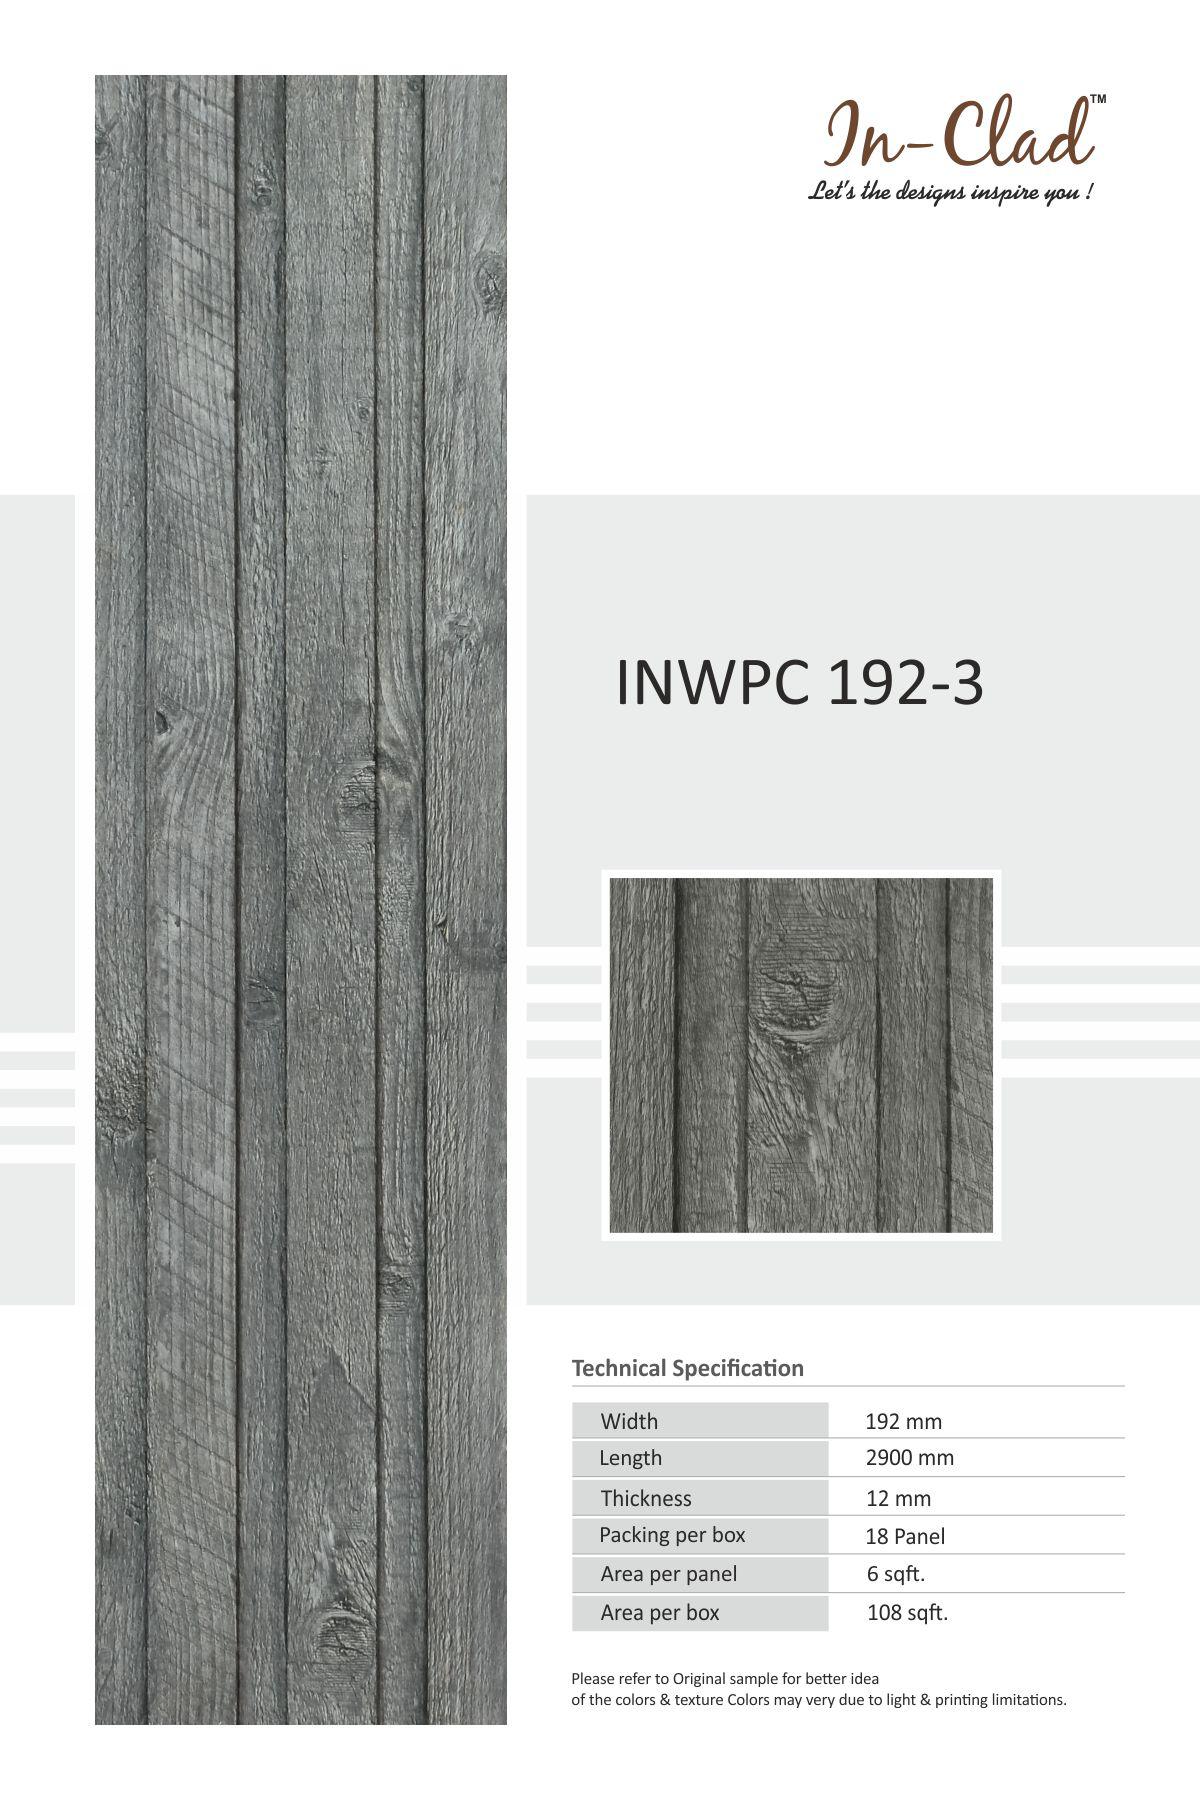 In-Clad™
Let's the designs inspire you !
INWPC 192-3
Technical Specification
Width 192 mm
Length 2900 mm
Thickness 12 mm
Packing per box 18 Panel
Area per panel 6 sqft.
Area per box 108 sqft.
Please refer to Original sample for better idea
of the colors & texture Colors may very due to light & printing limitations.